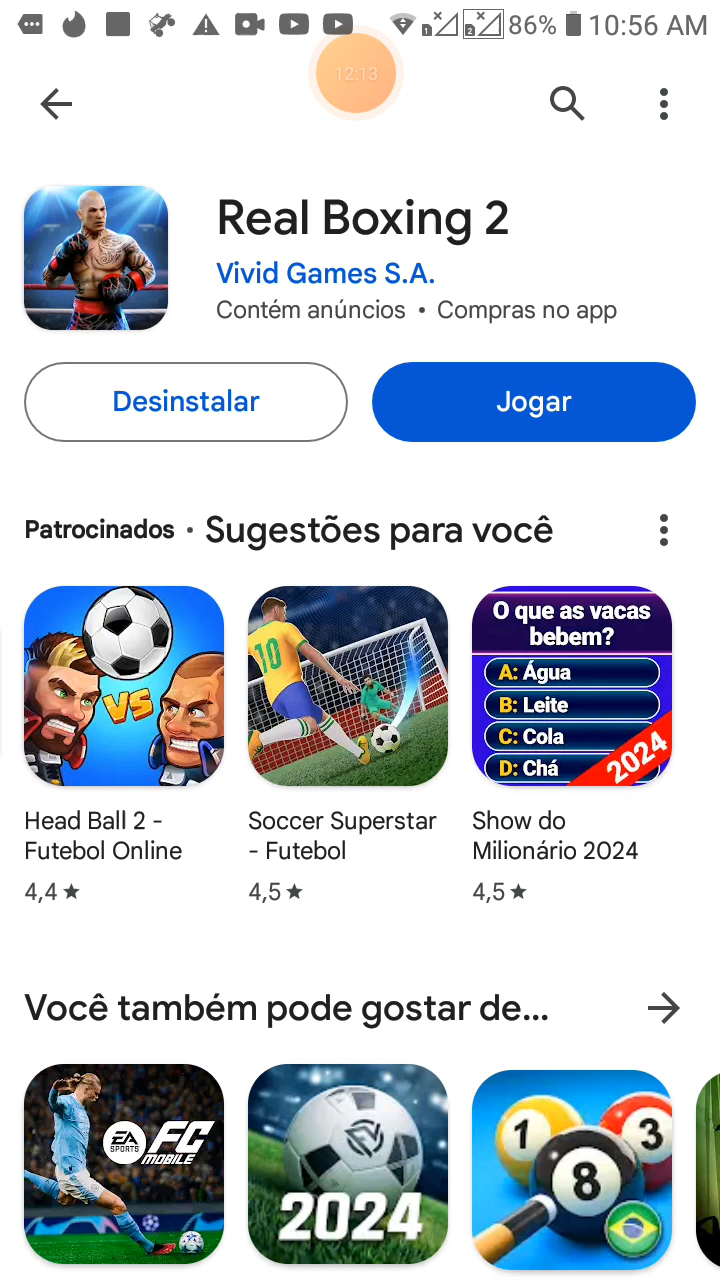 86% 10:56 AM
12:13
Real Boxing 2
Vivid Games S.A.
Contém anúncios • Compras no app
Desinstalar
Jogar
Patrocinados • Sugestões para você
O que as vacas
bebem?
A: Água
B: Leite
C: Cola
D: Chá
2024
10
VS
Head Ball 2 -
Futebol Online
4,4 ★
Soccer Superstar
- Futebol
4,5 ★
Show do
Milionário 2024
4,5 ★
Você também pode gostar de...
EA
SPORTS
FC
MOBILE
2024
1
3
8